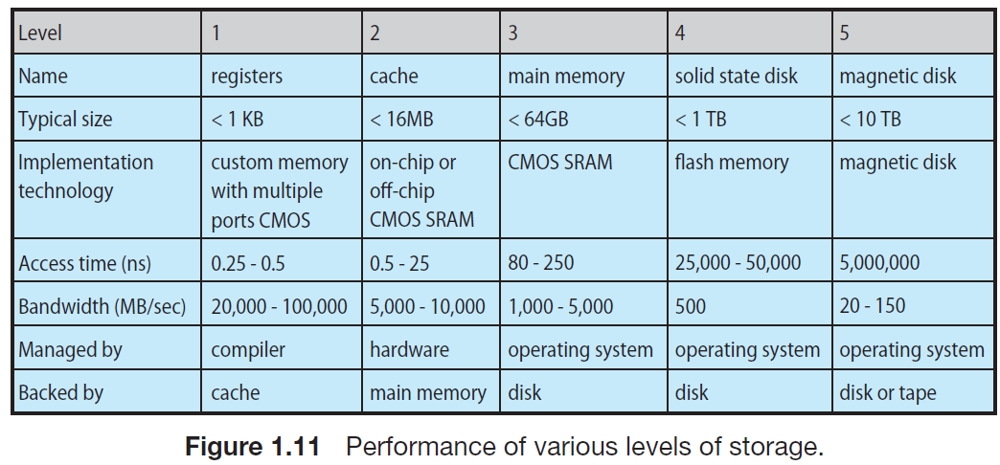 Level 1 2 3 4 5
Name registers cache main memory solid state disk magnetic disk
Typical size < 1 KB < 16MB < 64GB < 1 TB < 10 TB
Implementation custom memory on-chip or CMOS SRAM flash memory magnetic disk
technology with multiple off-chip
ports CMOS CMOS SRAM
Access time (ns) 0.25 - 0.5 0.5 - 25 80 - 250 25,000 - 50,000 5,000,000
Bandwidth (MB/sec) 20,000 - 100,000 5,000 - 10,000 1,000 - 5,000 500 20 - 150
Managed by compiler hardware operating system operating system operating system
Backed by cache main memory disk disk disk or tape
Figure 1.11 Performance of various levels of storage.